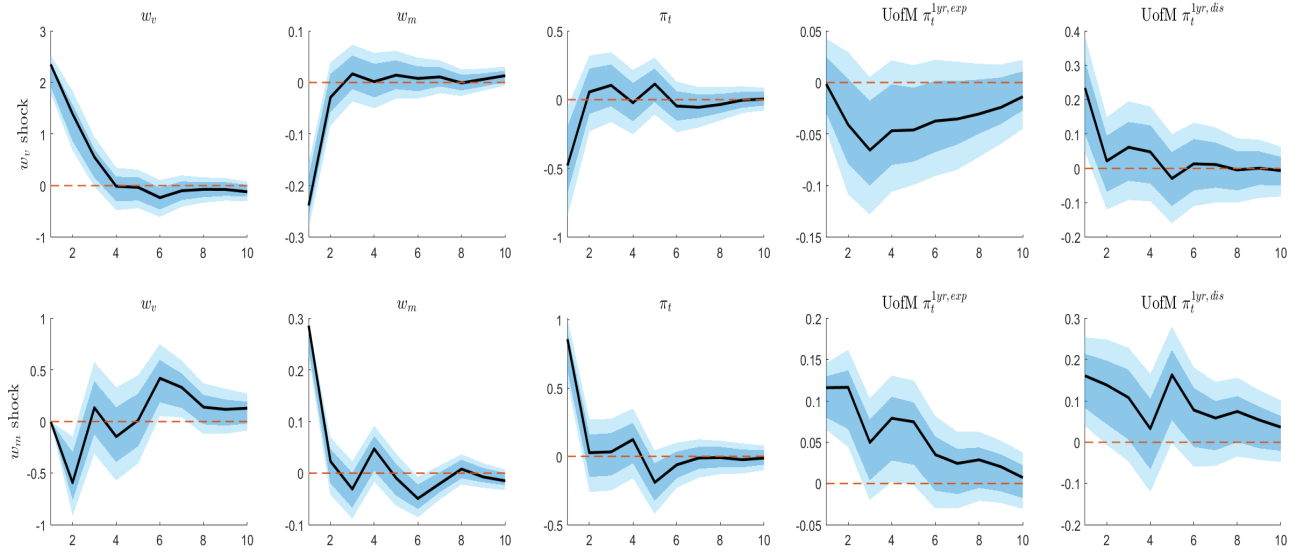 $w_v$ $w_m$ $\pi_t$ UofM $\pi_t^{1yr,exp}$ UofM $\pi_t^{1yr,dis}$
3 0.1 1 0.05 0.4
2 0 0.5 0 0.3
1 -0.1 0 -0.05 0.2
0 -0.2 -0.5 -0.1 0.1
-1 -0.3 -1 -0.15 0
-0.1
-0.2
$w_v$ shock
2 4 6 8 10 2 4 6 8 10 2 4 6 8 10 2 4 6 8 10 2 4 6 8 10
$w_v$ $w_m$ $\pi_t$ UofM $\pi_t^{1yr,exp}$ UofM $\pi_t^{1yr,dis}$
1 0.3 1 0.2 0.3
0.5 0.2 0.5 0.15 0.2
0 0.1 0 0.1 0.1
-0.5 0 -0.5 0.05 0
-1 -0.1 0 -0.1
-0.05 -0.2
$w_m$ shock
2 4 6 8 10 2 4 6 8 10 2 4 6 8 10 2 4 6 8 10 2 4 6 8 10